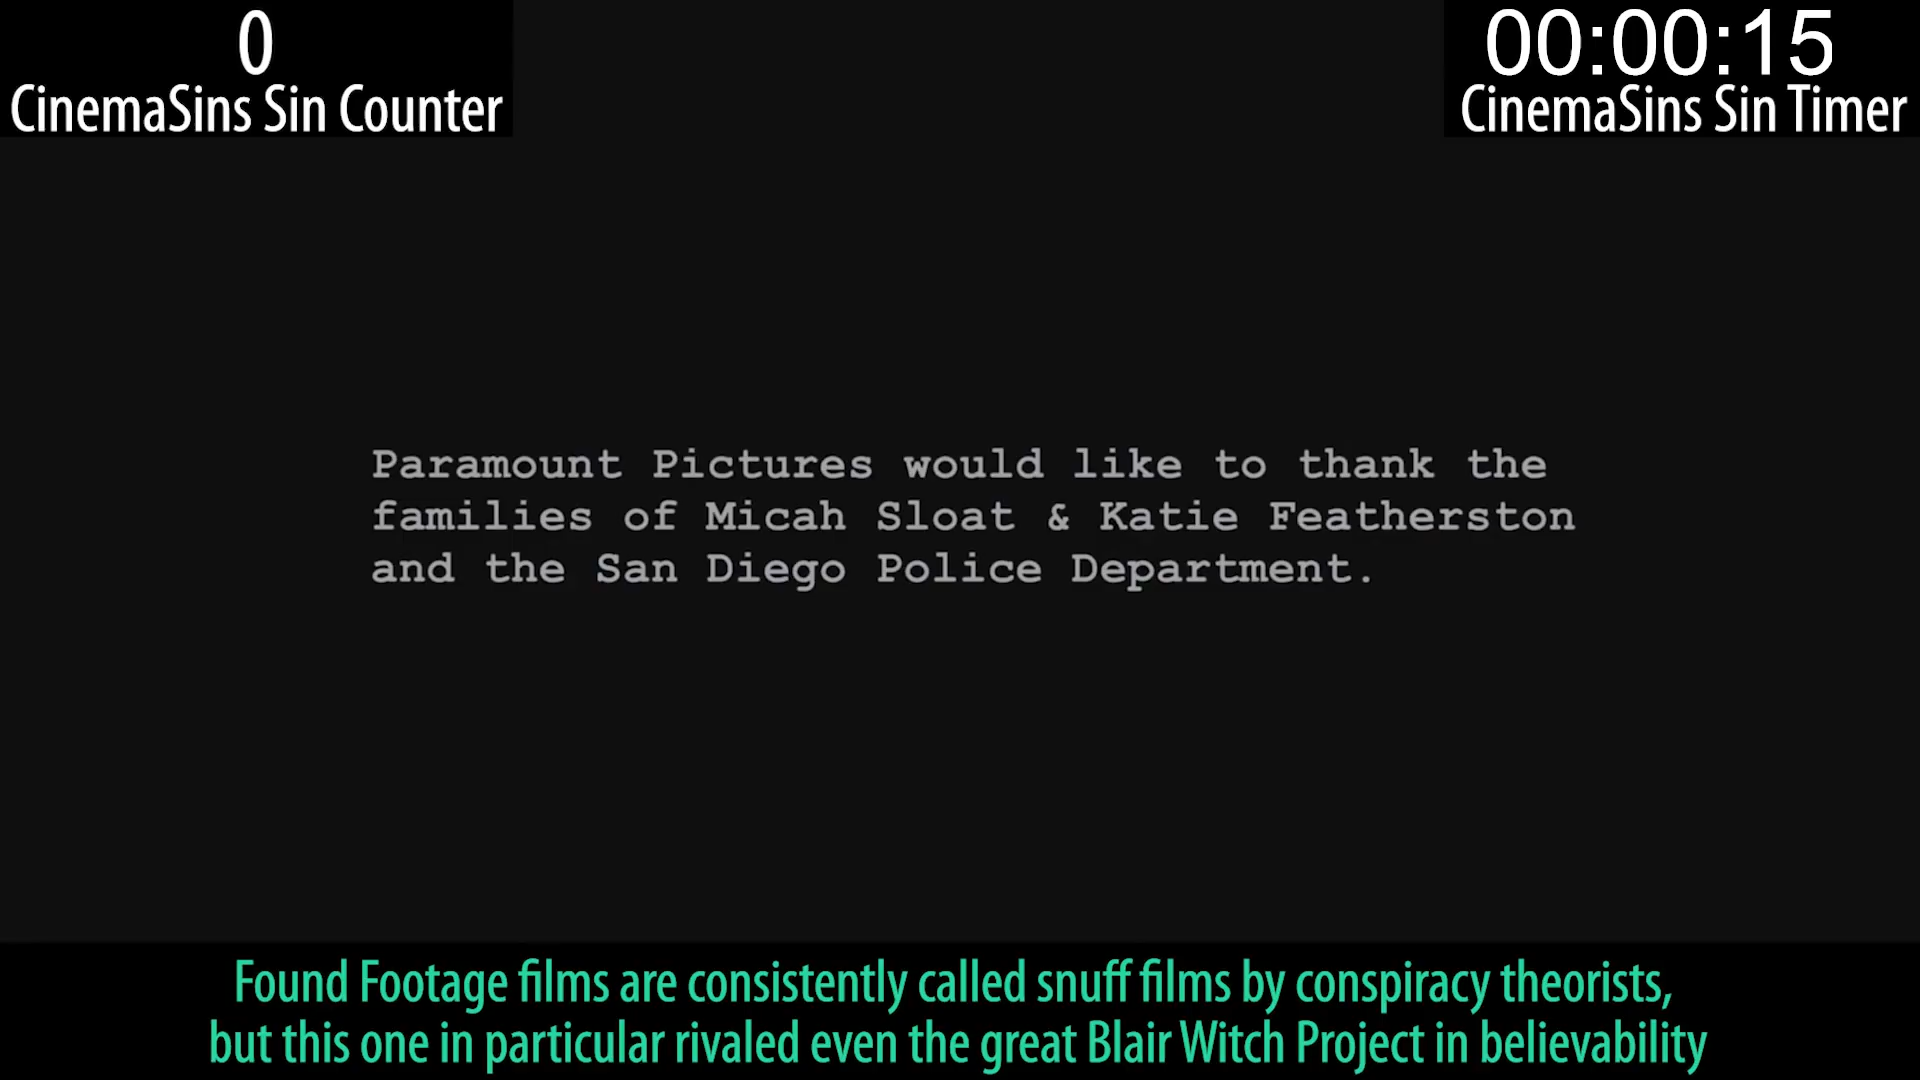 0
CinemaSins Sin Counter
00:00:15
CinemaSins Sin Timer
Paramount Pictures would like to thank the
families of Micah Sloat & Katie Featherston
and the San Diego Police Department.
Found Footage films are consistently called snuff films by conspiracy theorists,
but this one in particular rivaled even the great Blair Witch Project in believability